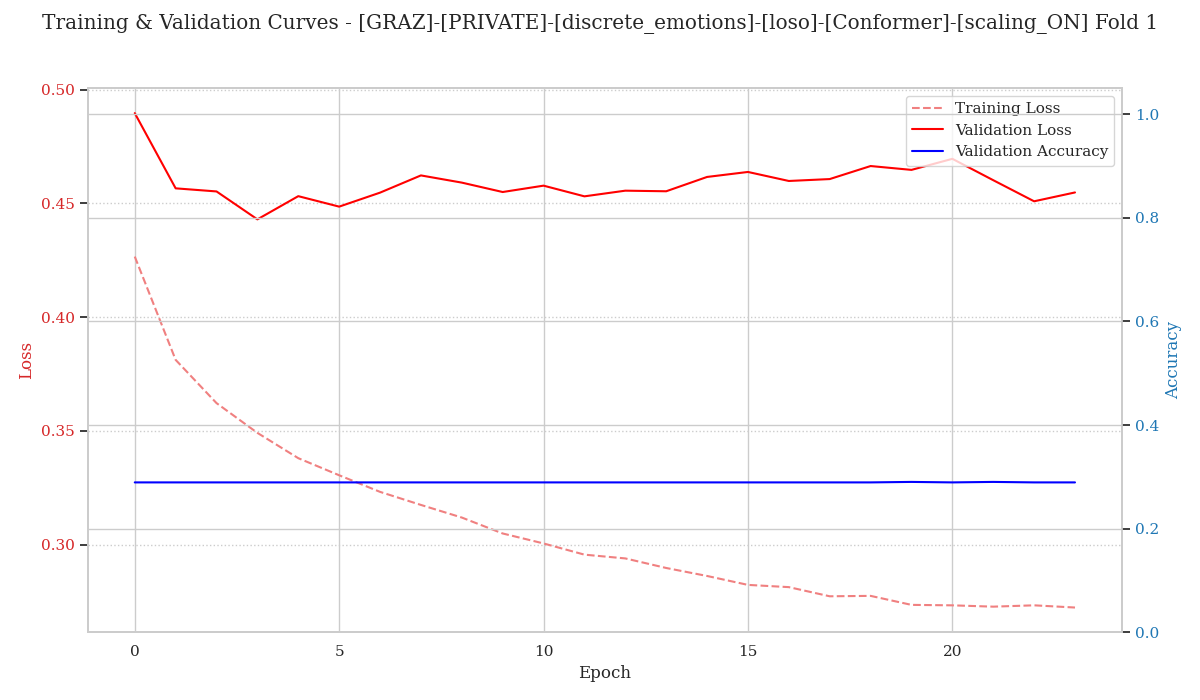 Training & Validation Curves - [GRAZ]-[PRIVATE]-[discrete_emotions]-[loso]-[Conformer]-[scaling_ON] Fold 1
Training Loss
Validation Loss
Validation Accuracy
0.50
0.45
0.40
0.35
0.30
Loss
1.0
0.8
0.6
0.4
0.2
0.0
Accuracy
0
5
10
15
20
Epoch